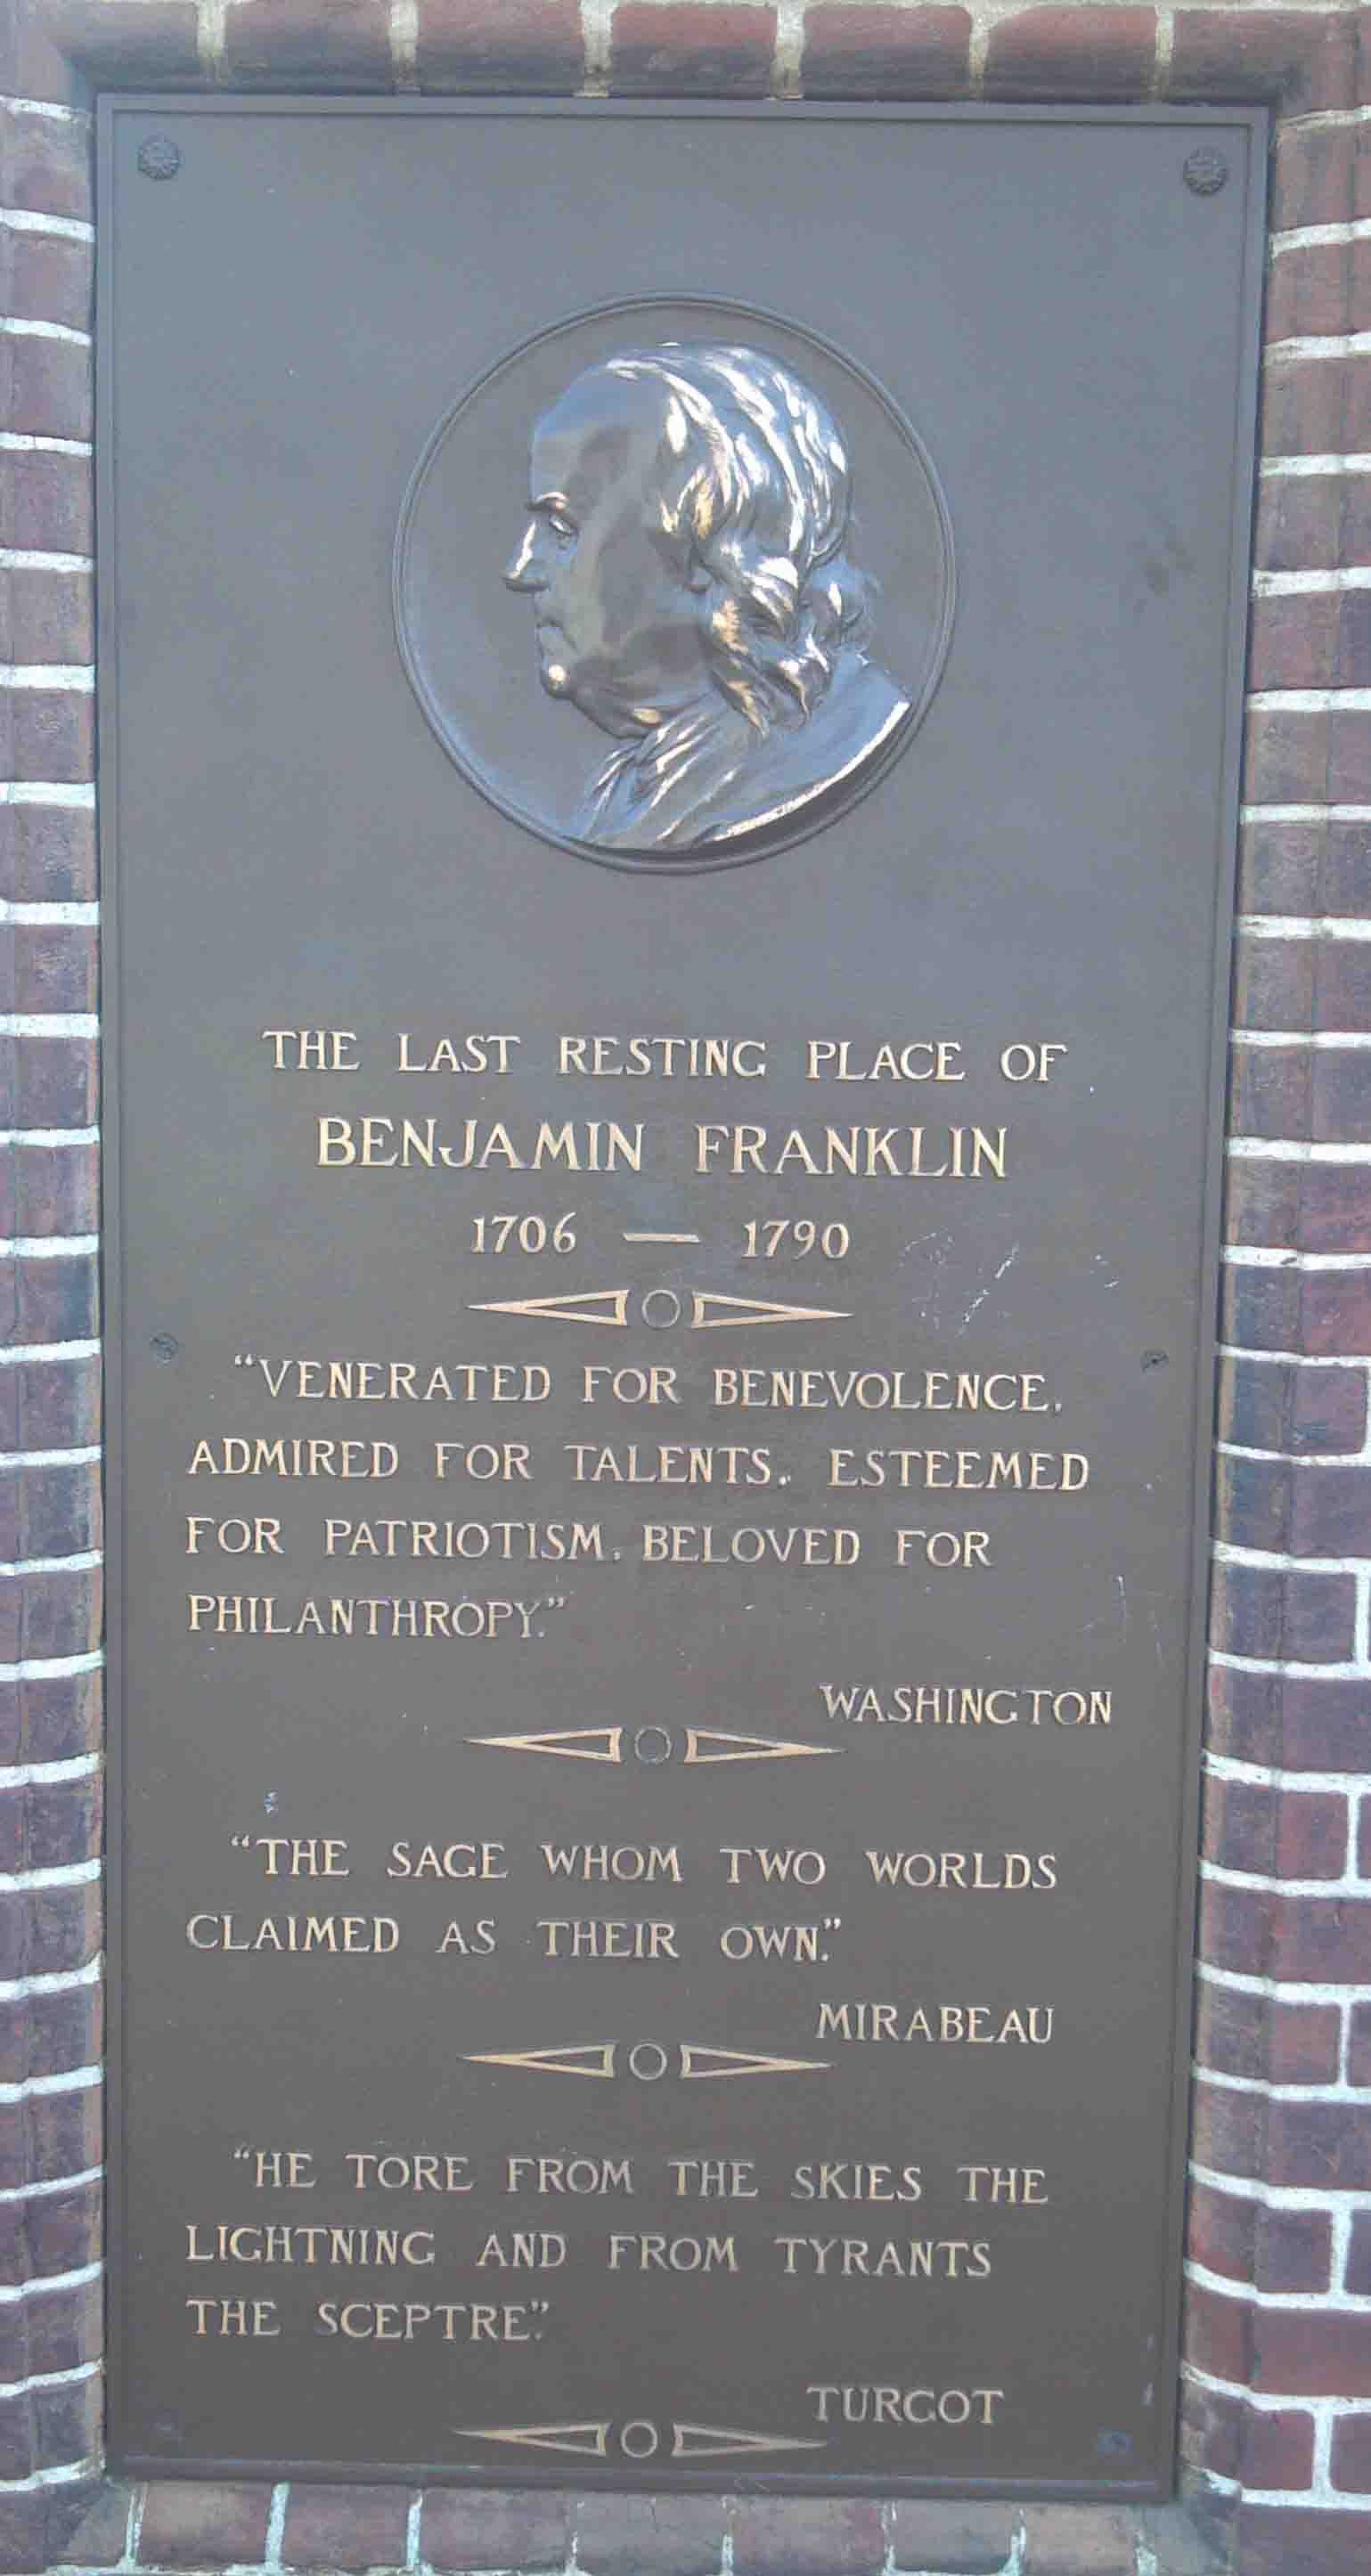 THE LAST RESTING PLACE OF
BENJAMIN FRANKLIN
1706 — 1790
“VENERATED FOR BENEVOLENCE,
ADMIRED FOR TALENTS, ESTEEMED
FOR PATRIOTISM, BELOVED FOR
PHILANTHROPY.”
WASHINGTON
“THE SAGE WHOM TWO WORLDS
CLAIMED AS THEIR OWN.”
MIRABEAU
“HE TORE FROM THE SKIES THE
LIGHTNING AND FROM TYRANTS
THE SCEPTRE.”
TURGOT